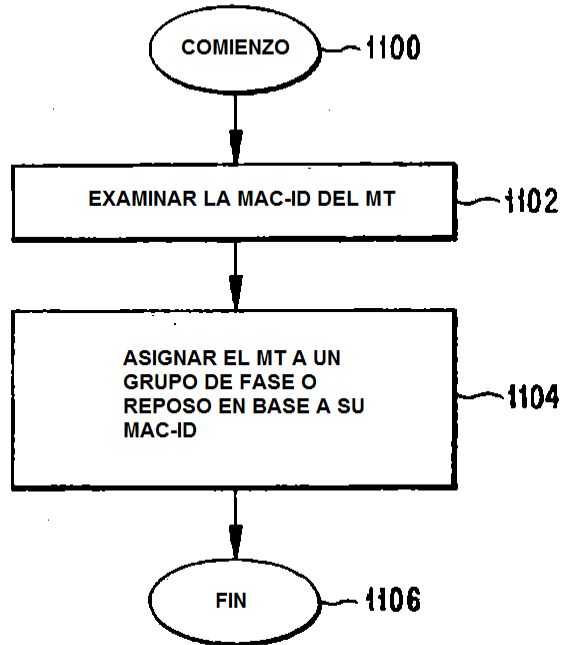 COMIENZO 1100
EXAMINAR LA MAC-ID DEL MT 1102
ASIGNAR EL MT A UN
GRUPO DE FASE O
REPOSO EN BASE A SU
MAC-ID
1104
FIN 1106